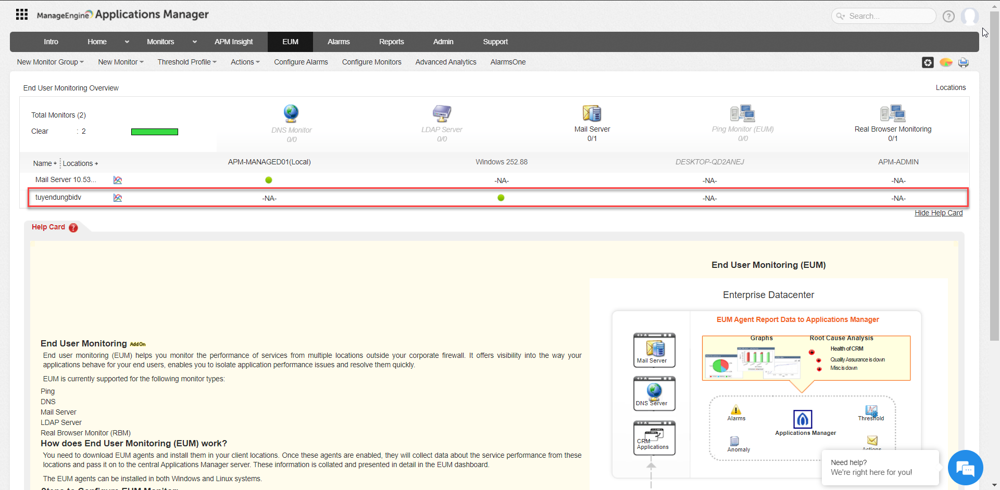 ManageEngine Applications Manager
Search...
Intro Home Monitors APM Insight EUM Alarms Reports Admin Support
New Monitor Group New Monitor Threshold Profile Actions Configure Alarms Configure Monitors Advanced Analytics AlarmsOne
End User Monitoring Overview Locations
Total Monitors (2)
Clear : 2
DNS Monitor
0/0
LDAP Server
0/0
Mail Server
0/1
Ping Monitor (EUM)
0/0
Real Browser Monitoring
0/1
Name Locations APM-MANAGED01(Local) Windows 252.88 DESKTOP-QD2ANEJ APM-ADMIN
Mail Server 10.53... -NA- -NA- -NA-
tuyendungbidv -NA- -NA- -NA-
Hide Help Card
Help Card ?
End User Monitoring Add On
End user monitoring (EUM) helps you monitor the performance of services from multiple locations outside your corporate firewall. It offers visibility into the way your
applications behave for your end users, enables you to isolate application performance issues and resolve them quickly.
EUM is currently supported for the following monitor types:
Ping
DNS
Mail Server
LDAP Server
Real Browser Monitor (RBM)
How does End User Monitoring (EUM) work?
You need to download EUM agents and install them in your client locations. Once these agents are enabled, they will collect data about the service performance from these
locations and pass it on to the central Applications Manager server. These information is collated and presented in detail in the EUM dashboard.
The EUM agents can be installed in both Windows and Linux systems.
Steps to Configure EUM Monitor:
End User Monitoring (EUM)
Enterprise Datacenter
EUM Agent Report Data to Applications Manager
Graphs Root Cause Analysis
Health of CRM
Quality Assurance is down
Misc is down
Mail Server
DNS Server
CRM
Applications
Alarms Threshold
Applications Manager
Anomaly Actions
Need help?
We're right here for you!